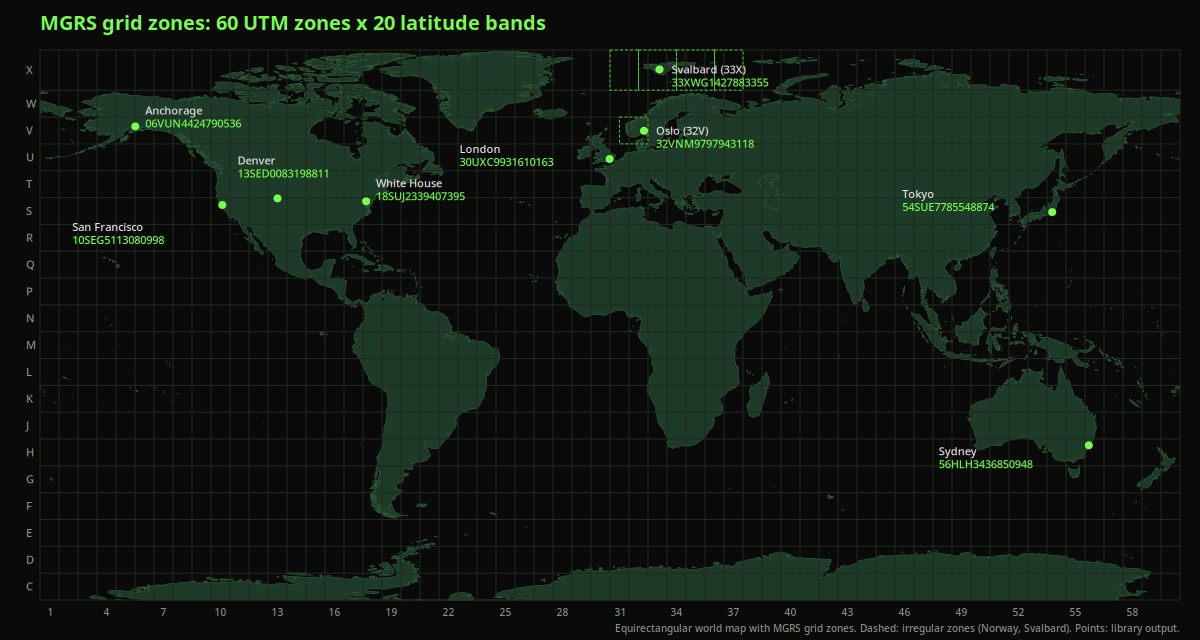 MGRS grid zones: 60 UTM zones x 20 latitude bands
X
Svalbard (33X)
33XWG1427883355
W
Anchorage
06VUN4424790536
V
Oslo (32V)
32VNM9797943118
London
30UXC9931610163
U
Denver
13SED0083198811
T
White House
18SUJ2339407395
Tokyo
54SUE7785548874
S
San Francisco
10SEG5113080998
R
Q
P
N
M
L
K
J
H
Sydney
56HLH3436850948
G
F
E
D
C
1 4 7 10 13 16 19 22 25 28 31 34 37 40 43 46 49 52 55 58
Equirectangular world map with MGRS grid zones. Dashed: irregular zones (Norway, Svalbard). Points: library output.